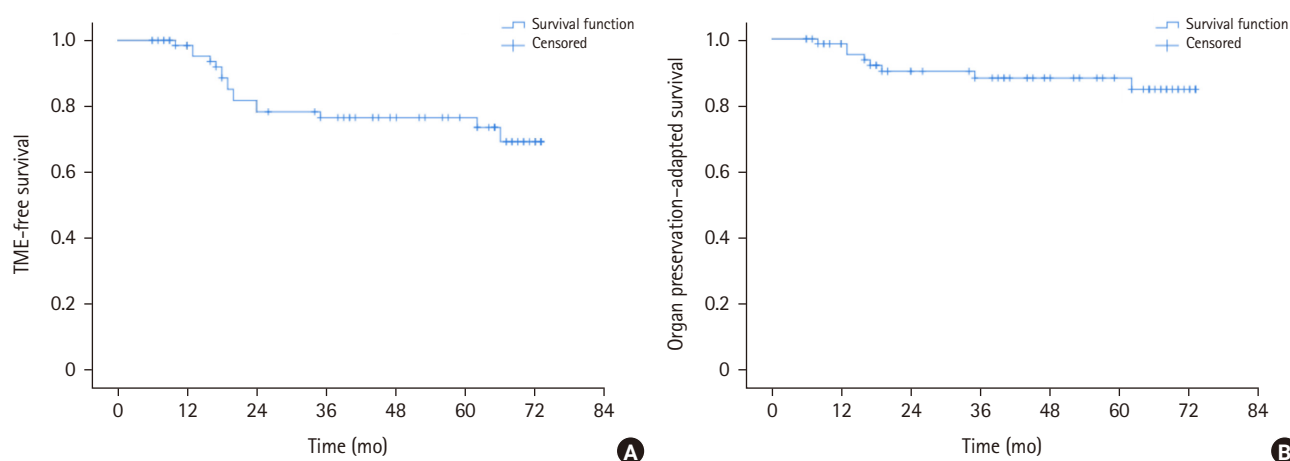 Survival function
Censored
1.0
0.8
0.6
0.4
0.2
0
TME-free survival
0 12 24 36 48 60 72 84
Time (mo)
A
Survival function
Censored
1.0
0.8
0.6
0.4
0.2
0
Organ preservation–adapted survival
0 12 24 36 48 60 72 84
Time (mo)
B